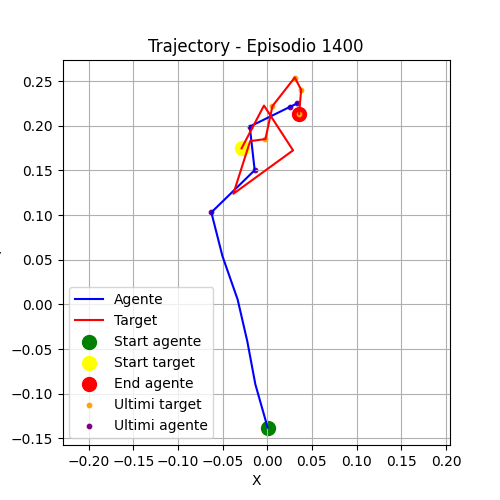 Trajectory - Episodio 1400
0.25
0.20
0.15
0.10
0.05
0.00
−0.05
−0.10
−0.15
Agente
Target
Start agente
Start target
End agente
Ultimi target
Ultimi agente
−0.20 −0.15 −0.10 −0.05 0.00 0.05 0.10 0.15 0.20
X